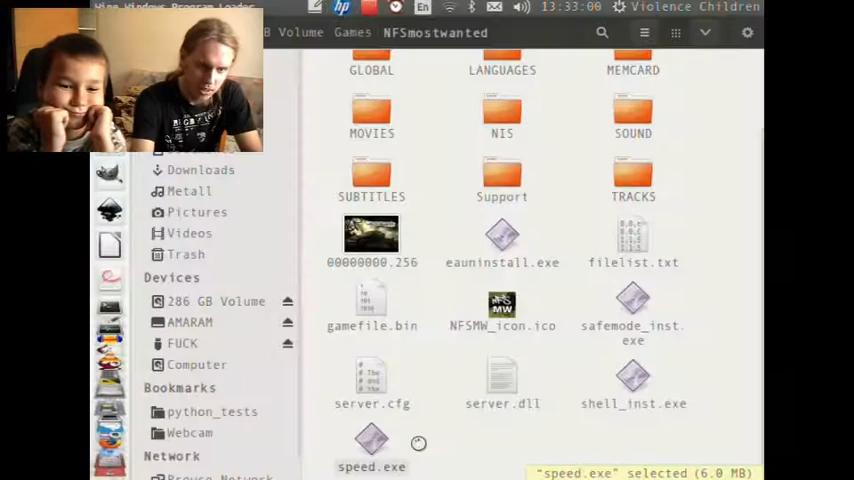 Wine Windows Program Loader
En
13:33:00
Violence Children
B Volume
Games
NFSmostwanted
GLOBAL
LANGUAGES
MEMCARD
MOVIES
NIS
SOUND
Downloads
Metall
SUBTITLES
Support
TRACKS
Pictures
Videos
Trash
00000000.256
eauninstall.exe
filelist.txt
Devices
286 GB Volume
AMARAM
gamefile.bin
NFSMW_icon.ico
safemode_inst.
exe
FUCK
Computer
Bookmarks
server.cfg
server.dll
shell_inst.exe
python_tests
Webcam
Network
speed.exe
"speed.exe" selected (6.0 MB)
Browse Network